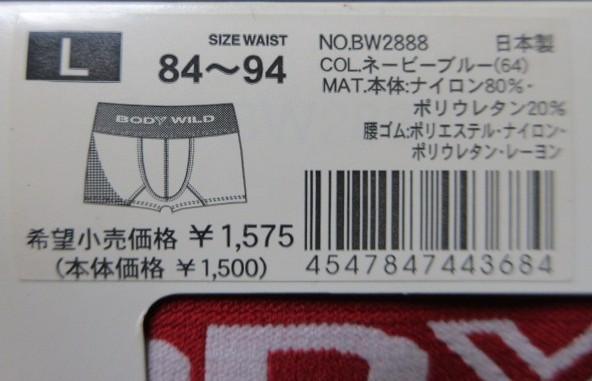 L
SIZE WAIST
84〜94
BODY WILD
希望小売価格 ¥1,575
(本体価格 ¥1,500)
NO.BW2888 日本製
COL.ネービーブルー(64)
MAT.本体:ナイロン80%・
ポリウレタン20%
腰ゴム:ポリエステル・ナイロン・
ポリウレタン・レーヨン
4547847443684